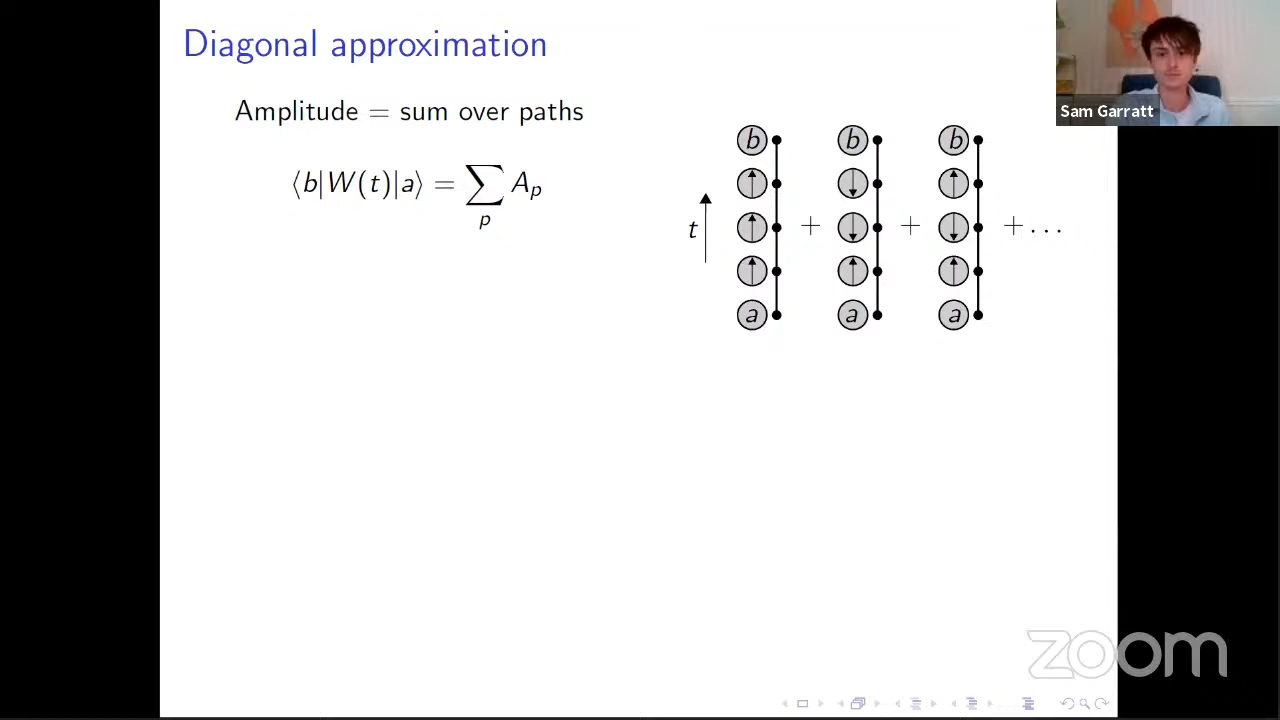 Diagonal approximation
Amplitude = sum over paths
⟨b|W(t)|a⟩ = ∑ A_p
p
b b b
t
+ + + ...
a a a
Sam Garratt
zoom